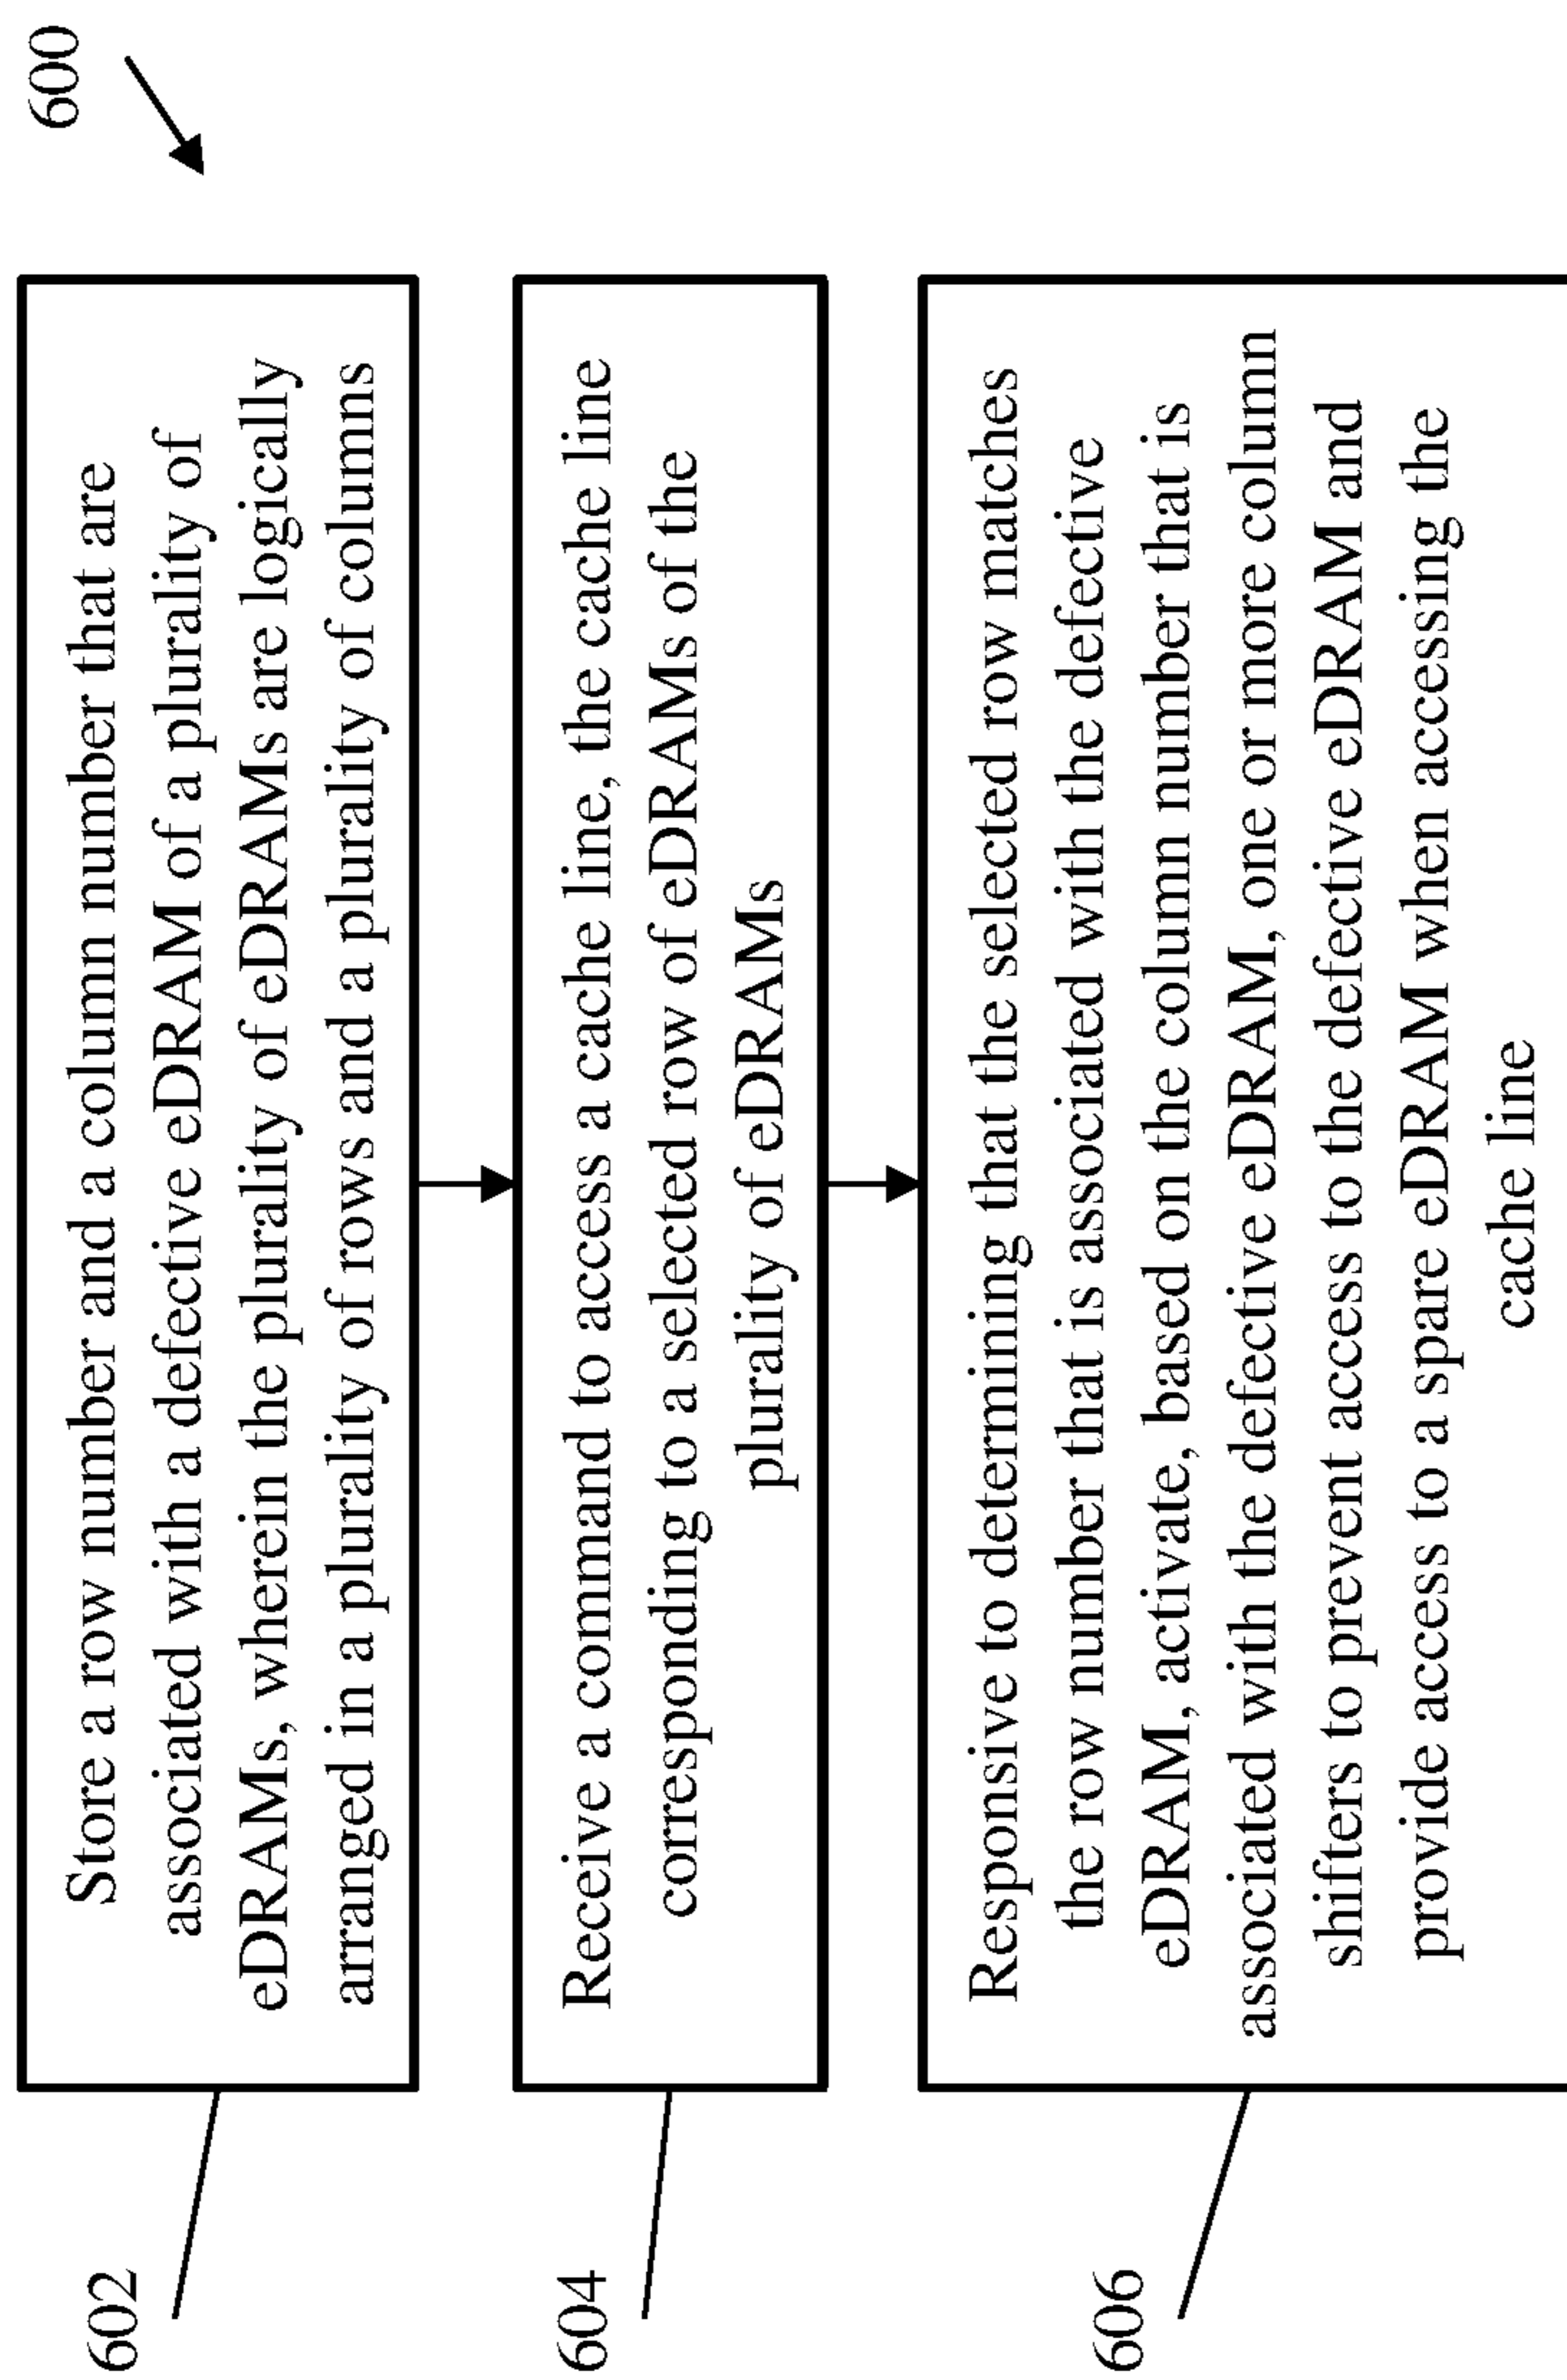 600
602
Store a row number and a column number that are
associated with a defective eDRAM of a plurality of
eDRAMs, wherein the plurality of eDRAMs are logically
arranged in a plurality of rows and a plurality of columns
604
Receive a command to access a cache line, the cache line
corresponding to a selected row of eDRAMs of the
plurality of eDRAMs
606
Responsive to determining that the selected row matches
the row number that is associated with the defective
eDRAM, activate, based on the column number that is
associated with the defective eDRAM, one or more column
shifters to prevent access to the defective eDRAM and
provide access to a spare eDRAM when accessing the
cache line